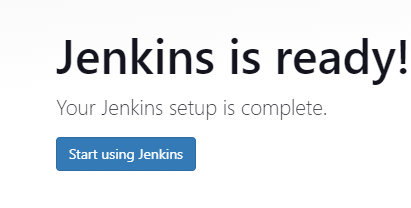 Jenkins is ready!
Your Jenkins setup is complete.
Start using Jenkins